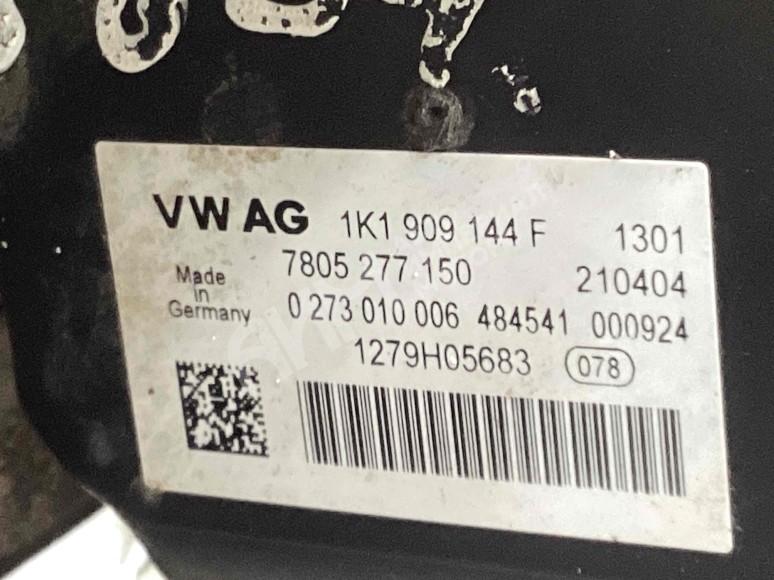 VW AG 1K1 909 144 F 1301
7805 277 150 210404
Made
in
Germany
0 273 010 006 484541 000924
1279H05683 078